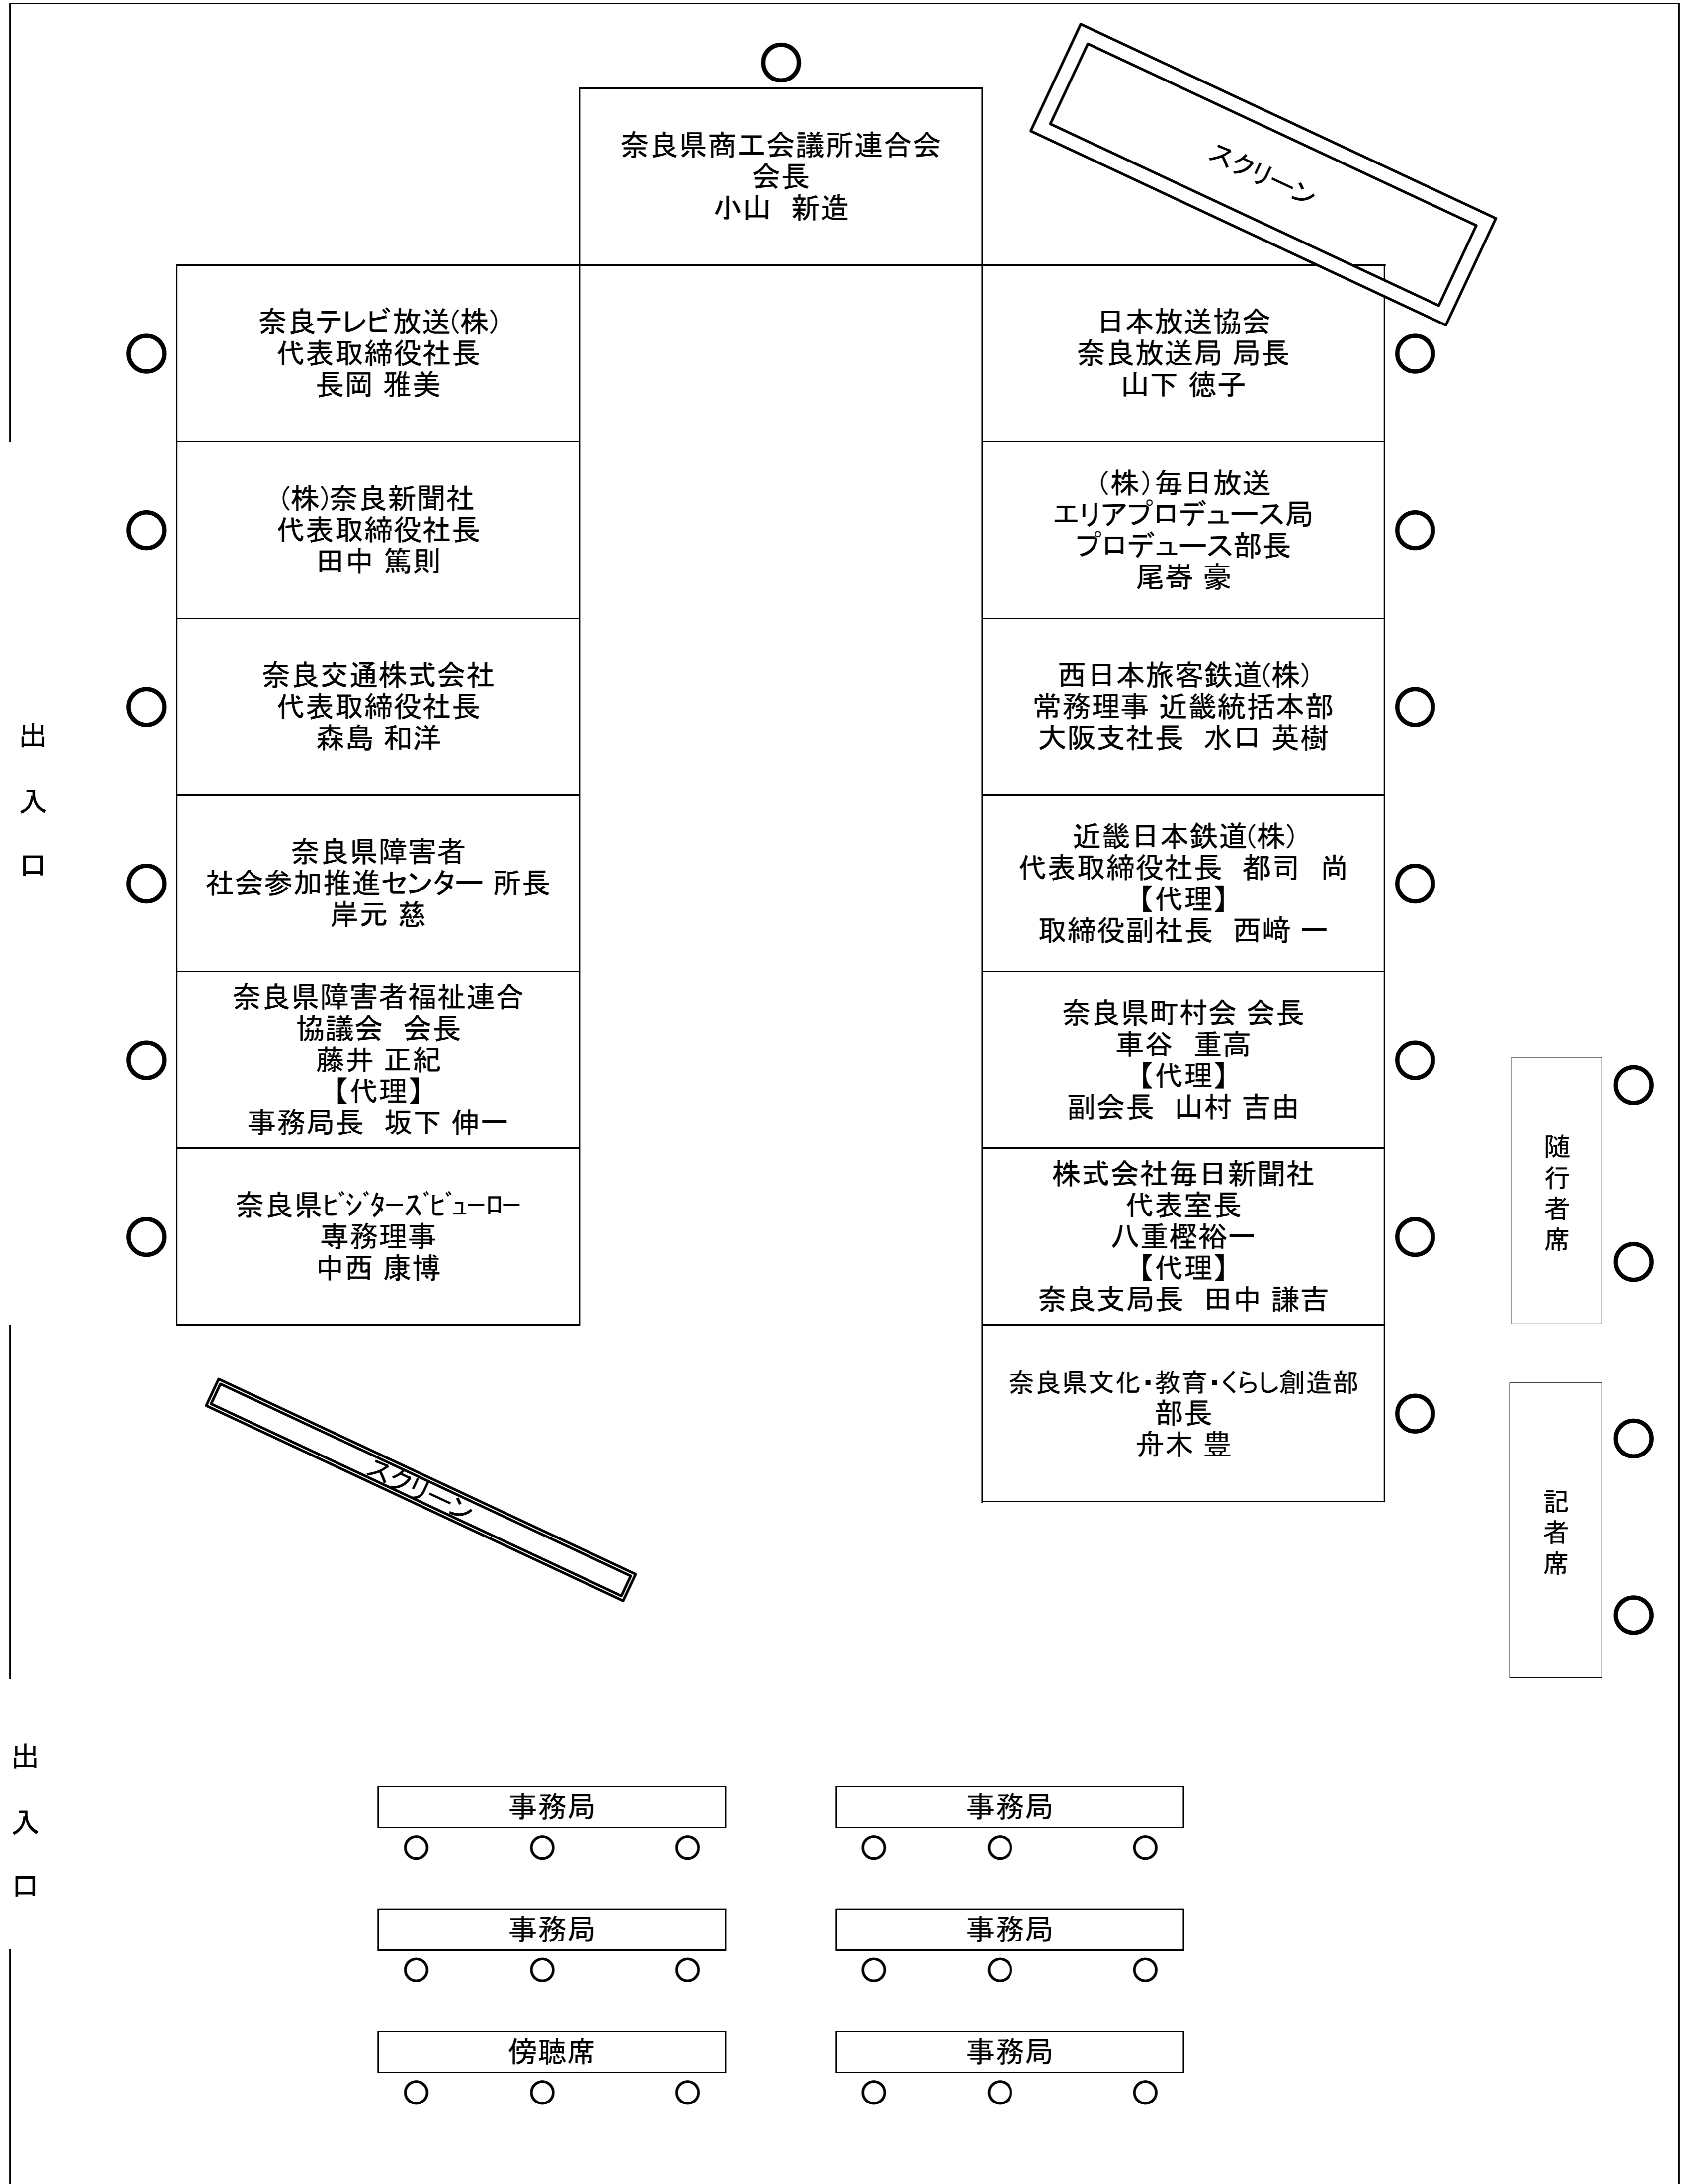 奈良県商工会議所連合会
会長
小山　新造
スクリーン
奈良テレビ放送(株)
代表取締役社長
長岡 雅美
(株)奈良新聞社
代表取締役社長
田中 篤則
奈良交通株式会社
代表取締役社長
森島 和洋
奈良県障害者
社会参加推進センター 所長
岸元 慈
奈良県障害者福祉連合
協議会　会長
藤井 正紀
【代理】
事務局長　坂下 伸一
奈良県ﾋﾞｼﾞﾀｰｽﾞﾋﾞｭｰﾛｰ
専務理事
中西 康博
日本放送協会
奈良放送局 局長
山下 徳子
（株）毎日放送
エリアプロデュース局
プロデュース部長
尾嵜 豪
西日本旅客鉄道(株)
常務理事 近畿統括本部
大阪支社長　水口 英樹
近畿日本鉄道(株)
代表取締役社長　都司　尚
【代理】
取締役副社長　西﨑 一
奈良県町村会 会長
車谷　重高
【代理】
副会長　山村 吉由
株式会社毎日新聞社
代表室長
八重樫裕一
【代理】
奈良支局長　田中 謙吉
奈良県文化・教育・くらし創造部
部長
舟木 豊
出入口
随行者席
記者席
スクリーン
出入口
事務局
事務局
事務局
事務局
傍聴席
事務局